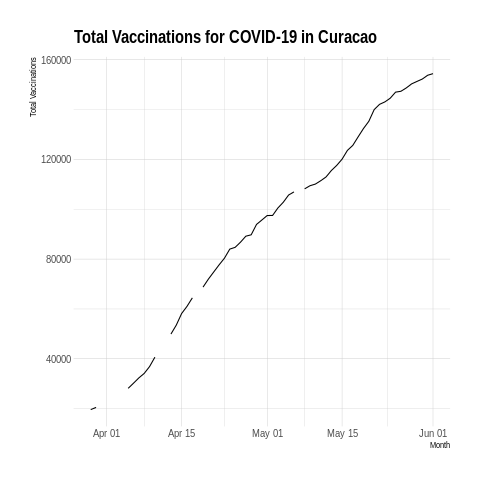 Total Vaccinations for COVID-19 in Curacao
Total Vaccinations
160000
120000
80000
40000
Apr 01 Apr 15 May 01 May 15 Jun 01
Month